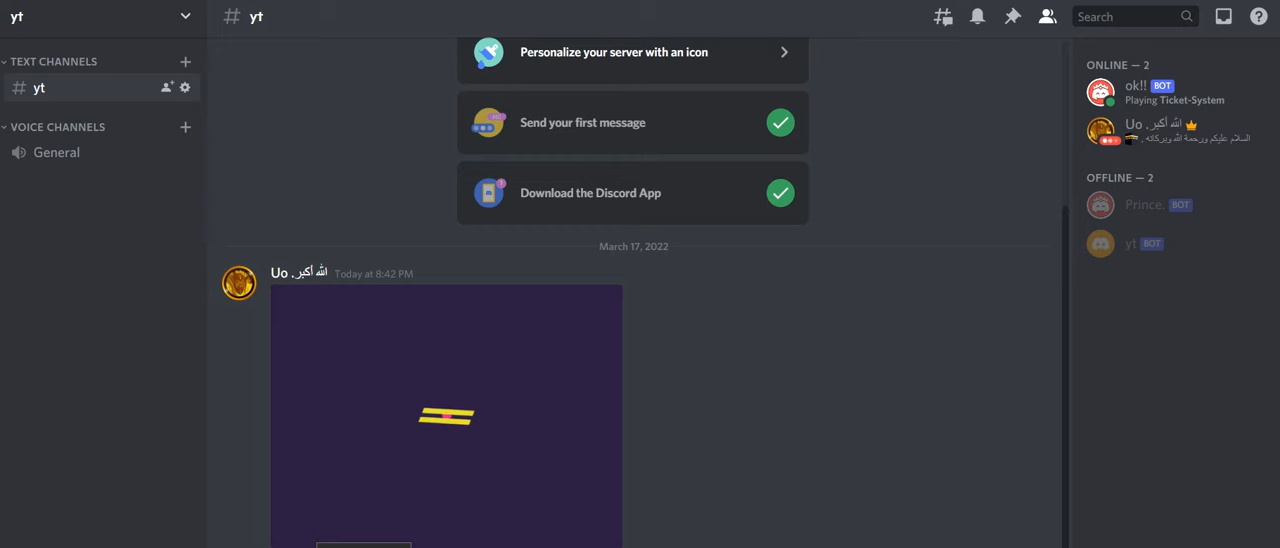 yt
TEXT CHANNELS
yt
VOICE CHANNELS
General
yt
Search
Personalize your server with an icon
Send your first message
Download the Discord App
March 17, 2022
Uo .الله أكبر Today at 8:42 PM
ONLINE — 2
ok!! BOT
Playing Ticket-System
Uo .الله أكبر
السلام عليكم ورحمة الله وبركاته .
OFFLINE — 2
Prince. BOT
yt BOT